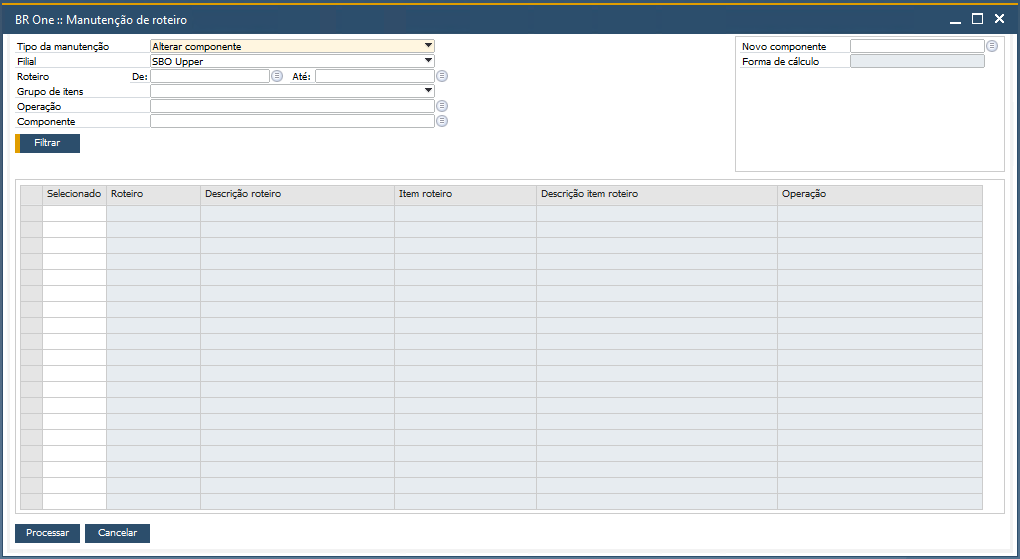 BR One :: Manutenção de roteiro
Tipo da manutenção Alterar componente
Filial SBO Upper
Roteiro De: Até:
Grupo de itens
Operação
Componente
Filtrar
Novo componente
Forma de cálculo
Selecionado Roteiro Descrição roteiro Item roteiro Descrição item roteiro Operação
Processar Cancelar